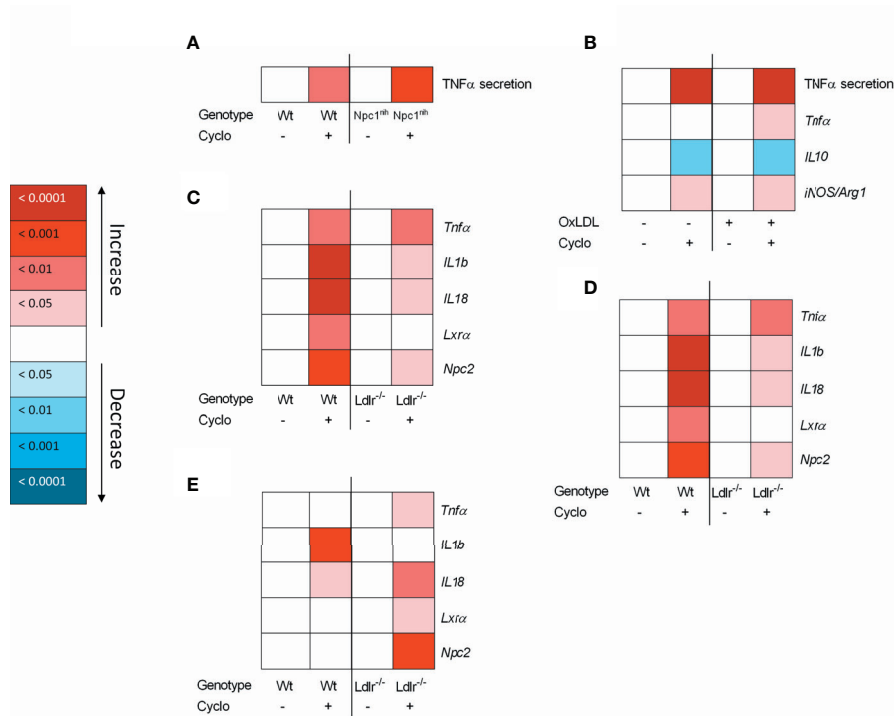 A
TNFα secretion
Genotype Wt Wt Npc1nih Npc1nih
Cyclo - + - +
B
TNFα secretion
Tnfα
IL10
iNOS/Arg1
OxLDL - - + +
Cyclo - + - +
< 0.0001
< 0.001
< 0.01
< 0.05
< 0.05
< 0.01
< 0.001
< 0.0001
Increase
Decrease
C
Tnfα
IL1b
IL18
Lxrα
Npc2
Genotype Wt Wt Ldlr-/- Ldlr-/-
Cyclo - + - +
D
Tnfα
IL1b
IL18
Lxrα
Npc2
Genotype Wt Wt Ldlr-/- Ldlr-/-
Cyclo - + - +
E
Tnfα
IL1b
IL18
Lxrα
Npc2
Genotype Wt Wt Ldlr-/- Ldlr-/-
Cyclo - + - +